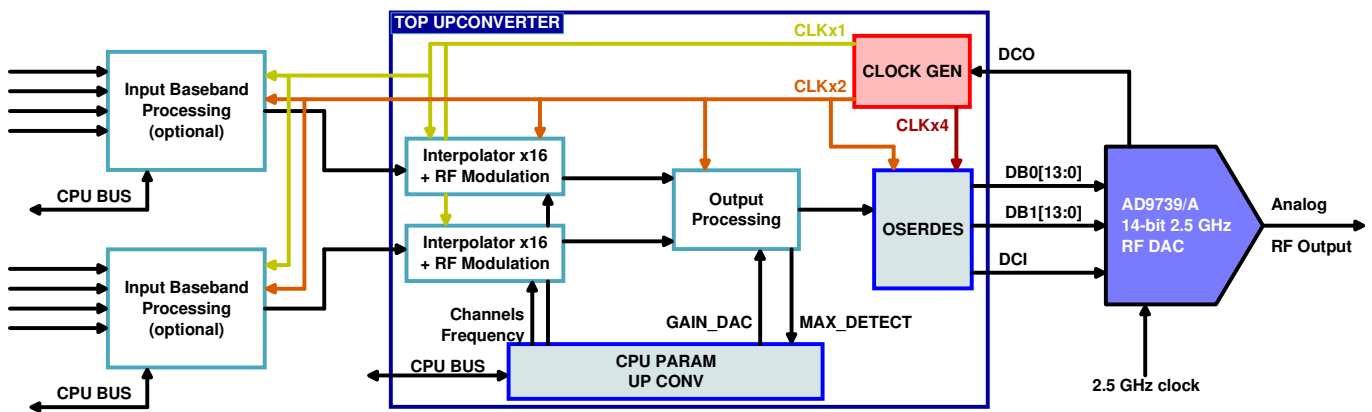 TOP UPCONVERTER
CLKx1
CLOCK GEN
DCO
Input Baseband
Processing
(optional)
CLKx2
CLKx4
CPU BUS
Interpolator x16
+ RF Modulation
Output
Processing
OSERDES
DB0[13:0]
DB1[13:0]
DCI
AD9739/A
14-bit 2.5 GHz
RF DAC
Analog
RF Output
Interpolator x16
+ RF Modulation
Input Baseband
Processing
(optional)
Channels
Frequency
GAIN_DAC
MAX_DETECT
CPU BUS
CPU PARAM
UP CONV
2.5 GHz clock
CPU BUS